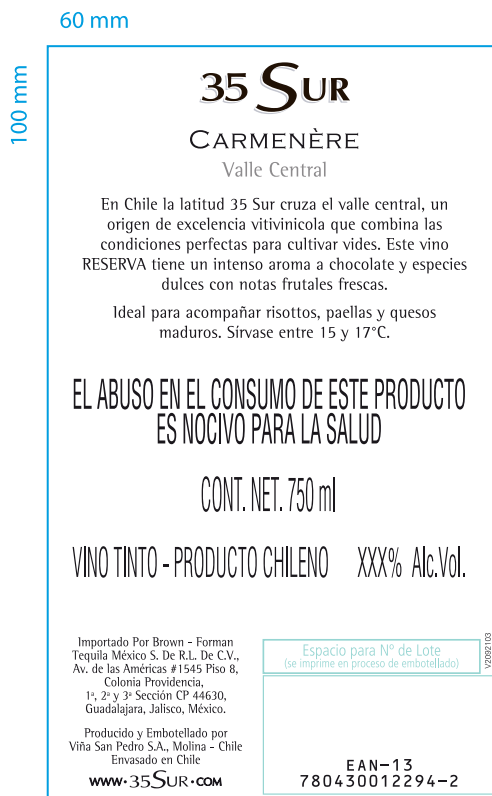 60 mm
100 mm
35 SUR
CARMENÈRE
Valle Central
En Chile la latitud 35 Sur cruza el valle central, un
origen de excelencia vitivinicola que combina las
condiciones perfectas para cultivar vides. Este vino
RESERVA tiene un intenso aroma a chocolate y especies
dulces con notas frutales frescas.
Ideal para acompañar risottos, paellas y quesos
maduros. Sírvase entre 15 y 17°C.
EL ABUSO EN EL CONSUMO DE ESTE PRODUCTO
ES NOCIVO PARA LA SALUD
CONT. NET. 750 ml
VINO TINTO - PRODUCTO CHILENO XXX% Alc.Vol.
Importado Por Brown - Forman
Tequila México S. De R.L. De C.V.,
Av. de las Américas #1545 Piso 8,
Colonia Providencia,
1ª, 2ª y 3ª Sección CP 44630,
Guadalajara, Jalisco, México.
Producido y Embotellado por
Viña San Pedro S.A., Molina - Chile
Envasado en Chile
WWW·35SUR·COM
Espacio para N° de Lote
(se imprime en proceso de embotellado)
V2092103
EAN-13
780430012294-2